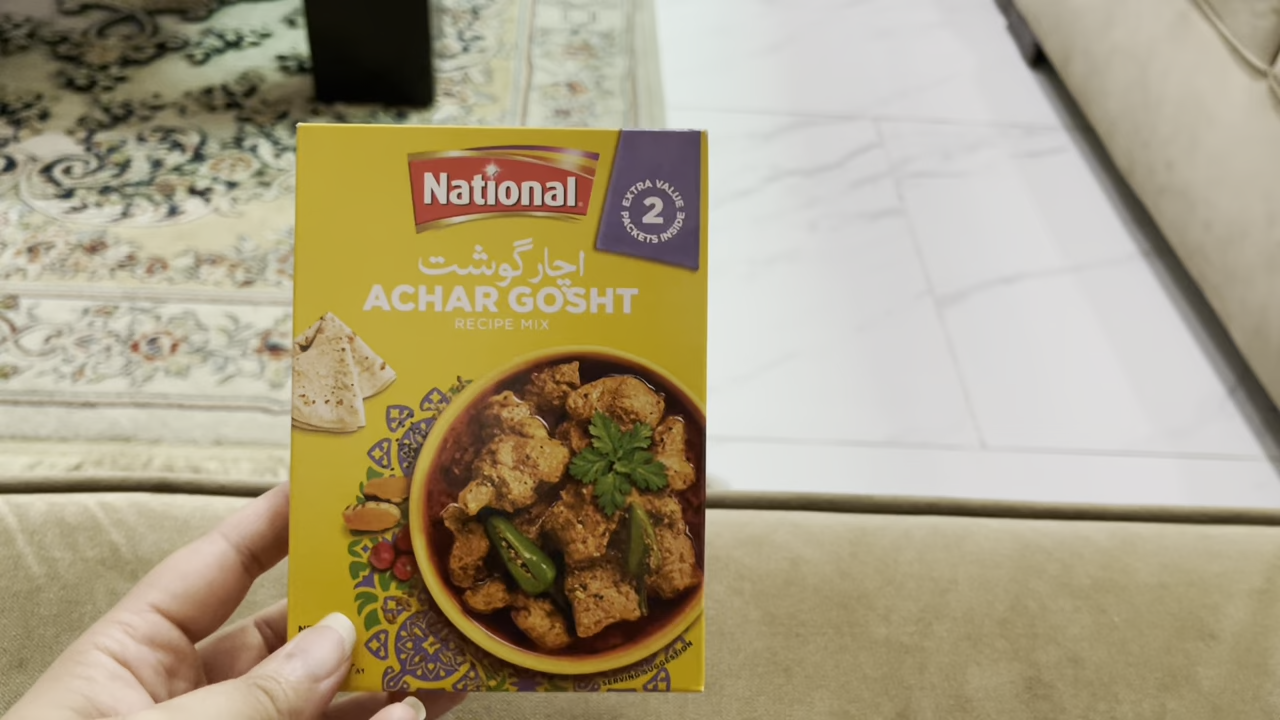 National
EXTRA VALUE
2
PACKETS INSIDE
اچار گوشت
ACHAR GOSHT
RECIPE MIX
SERVING SUGGESTION